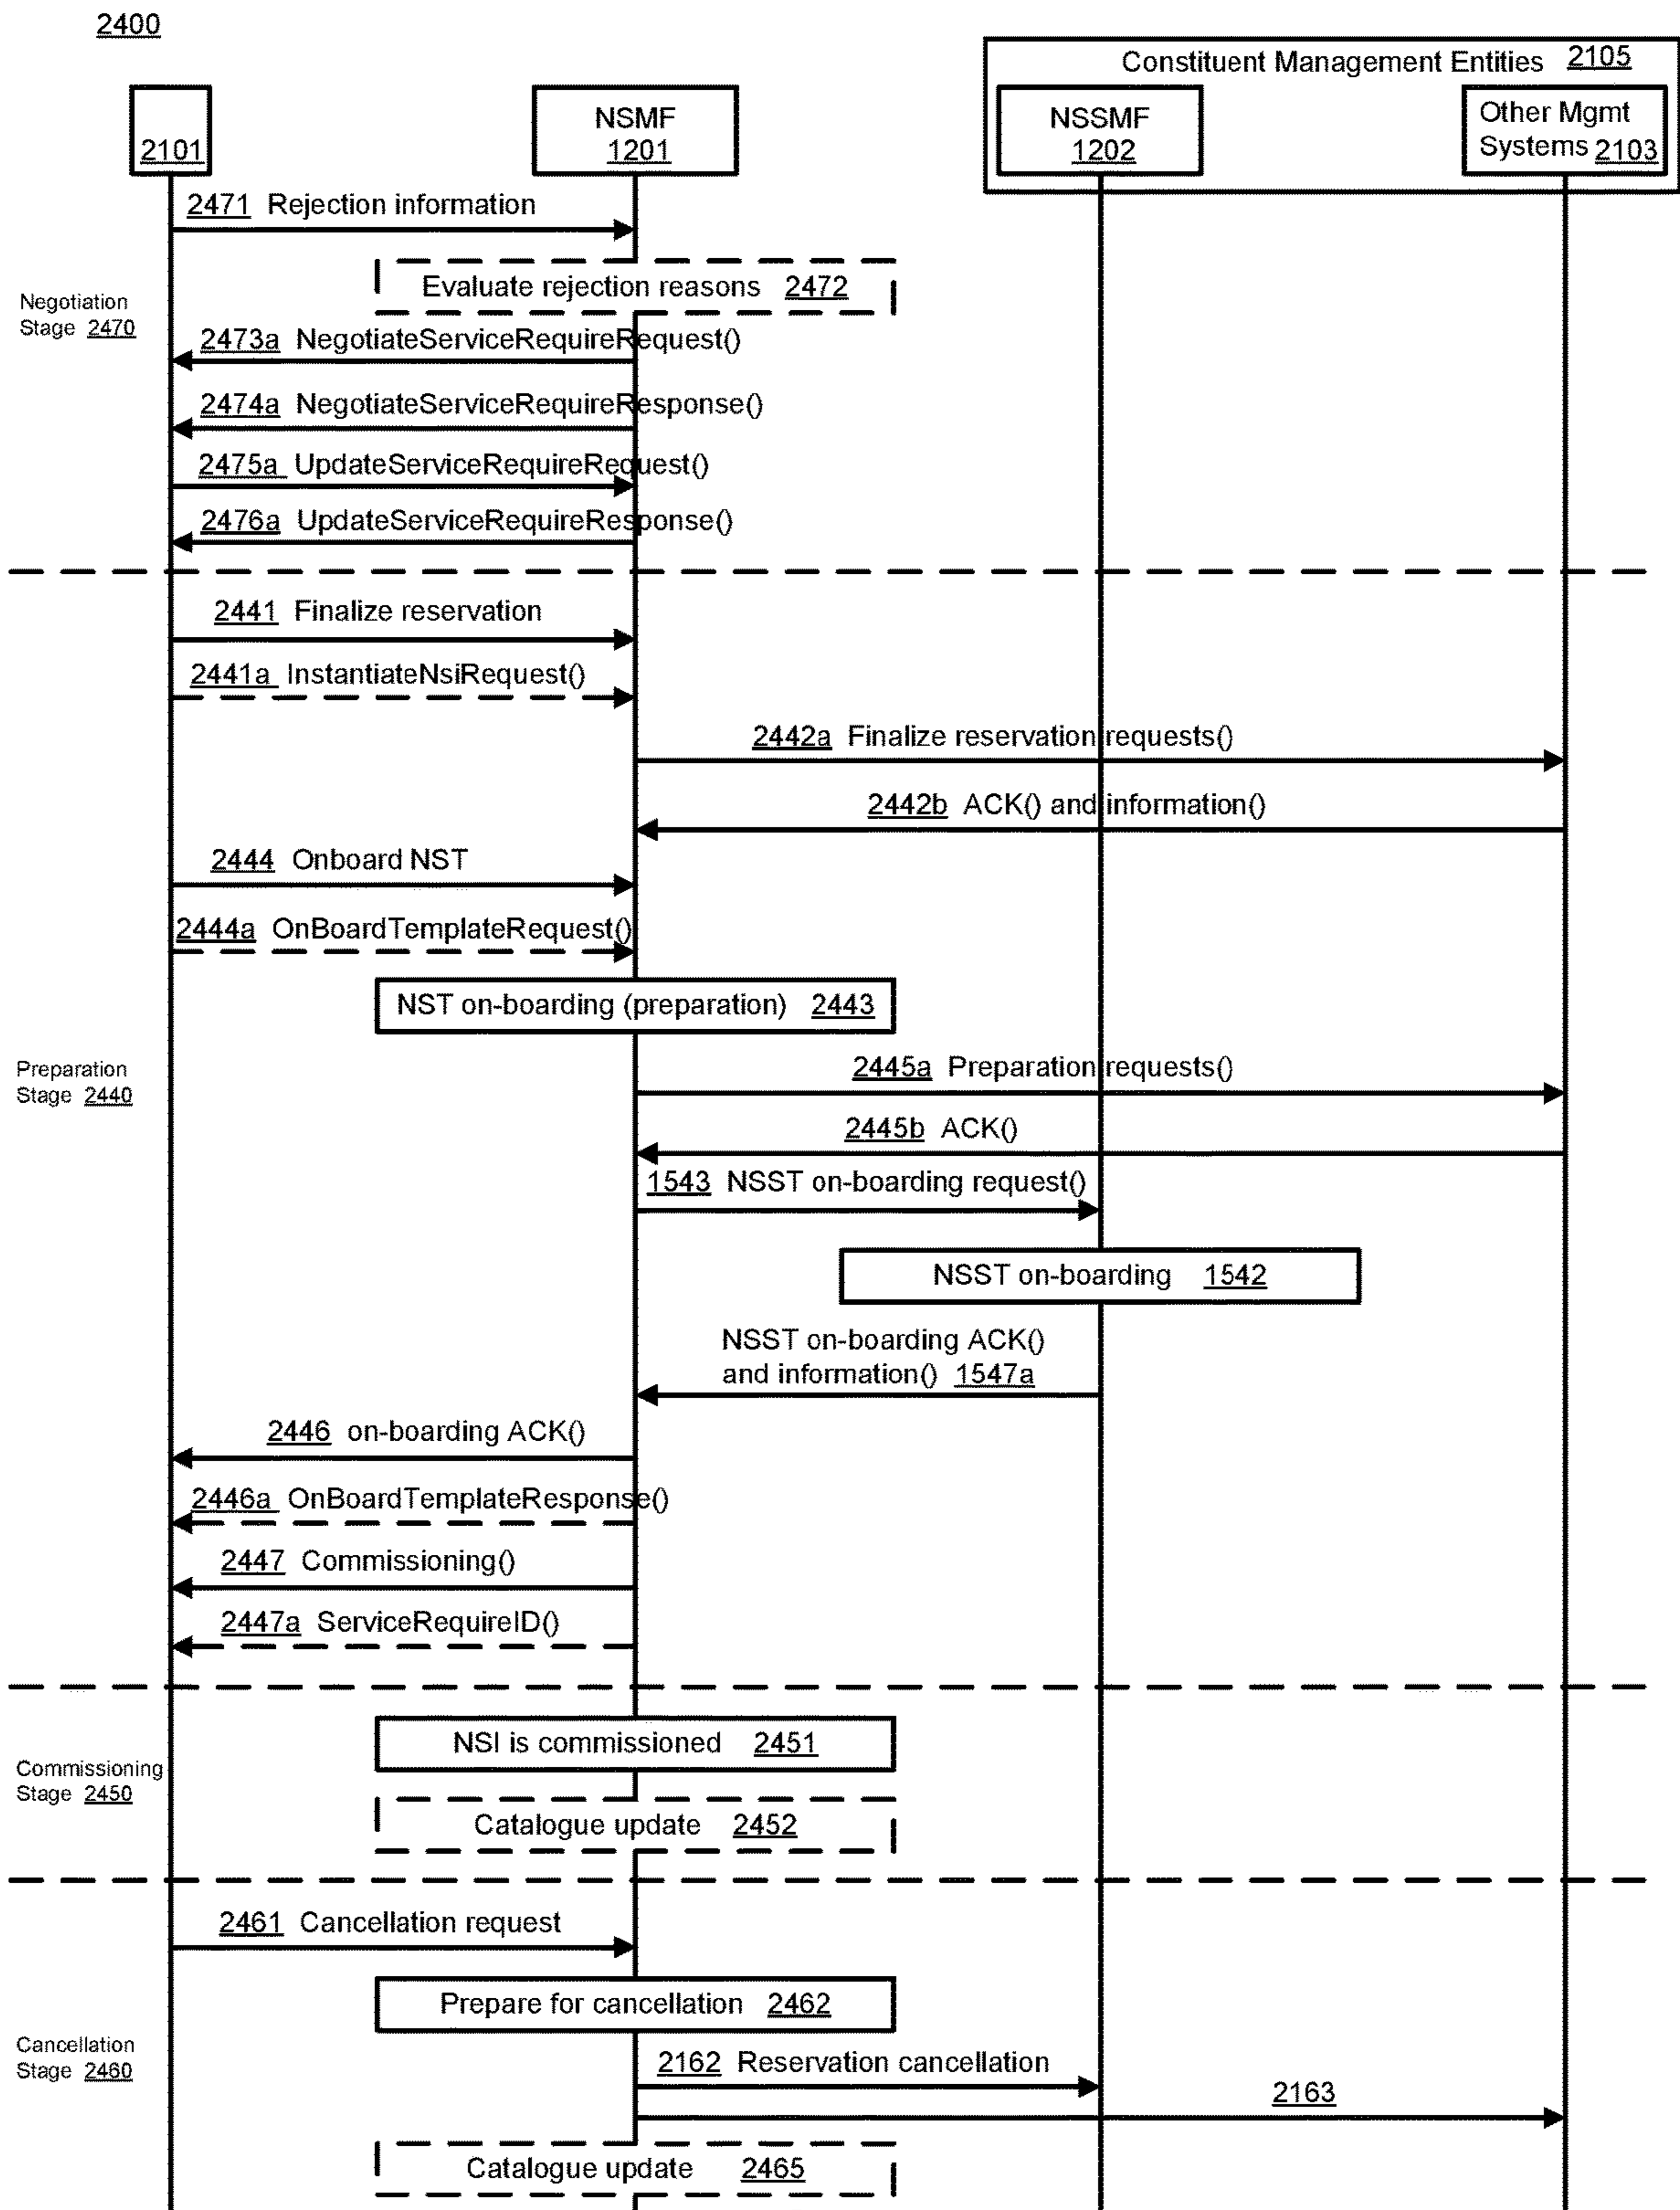 2400
Constituent Management Entities 2105
2101
NSMF
1201
NSSMF
1202
Other Mgmt
Systems 2103
2471 Rejection information
Evaluate rejection reasons 2472
Negotiation
Stage 2470
2473a NegotiateServiceRequireRequest()
2474a NegotiateServiceRequireResponse()
2475a UpdateServiceRequireRequest()
2476a UpdateServiceRequireResponse()
2441 Finalize reservation
2441a InstantiateNsiRequest()
2442a Finalize reservation requests()
2442b ACK() and information()
2444 Onboard NST
2444a OnBoardTemplateRequest()
NST on-boarding (preparation) 2443
Preparation
Stage 2440
2445a Preparation requests()
2445b ACK()
1543 NSST on-boarding request()
NSST on-boarding 1542
NSST on-boarding ACK()
and information() 1547a
2446 on-boarding ACK()
2446a OnBoardTemplateResponse()
2447 Commissioning()
2447a ServiceRequireID()
NSI is commissioned 2451
Commissioning
Stage 2450
Catalogue update 2452
2461 Cancellation request
Prepare for cancellation 2462
Cancellation
Stage 2460
2162 Reservation cancellation
2163
Catalogue update 2465